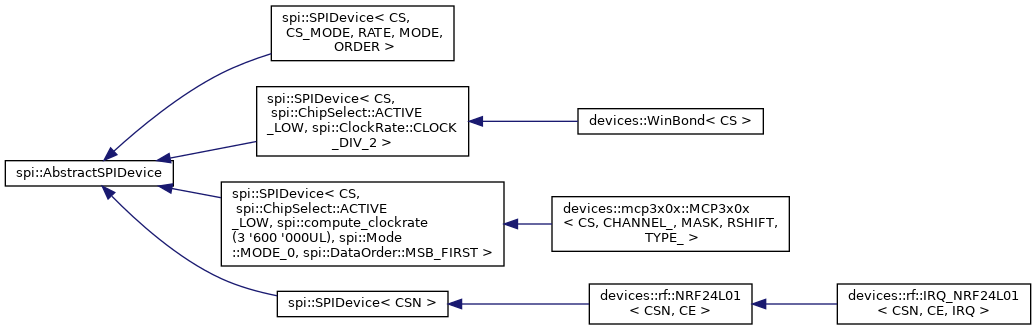 spi::SPIDevice< CS,
CS_MODE, RATE, MODE,
ORDER >
spi::SPIDevice< CS,
spi::ChipSelect::ACTIVE
_LOW, spi::ClockRate::CLOCK
_DIV_2 >
devices::WinBond< CS >
spi::AbstractSPIDevice
spi::SPIDevice< CS,
spi::ChipSelect::ACTIVE
_LOW, spi::compute_clockrate
(3 '600 '000UL), spi::Mode
::MODE_0, spi::DataOrder::MSB_FIRST >
devices::mcp3x0x::MCP3x0x
< CS, CHANNEL_, MASK, RSHIFT,
TYPE_ >
spi::SPIDevice< CSN >
devices::rf::NRF24L01
< CSN, CE >
devices::rf::IRQ_NRF24L01
< CSN, CE, IRQ >